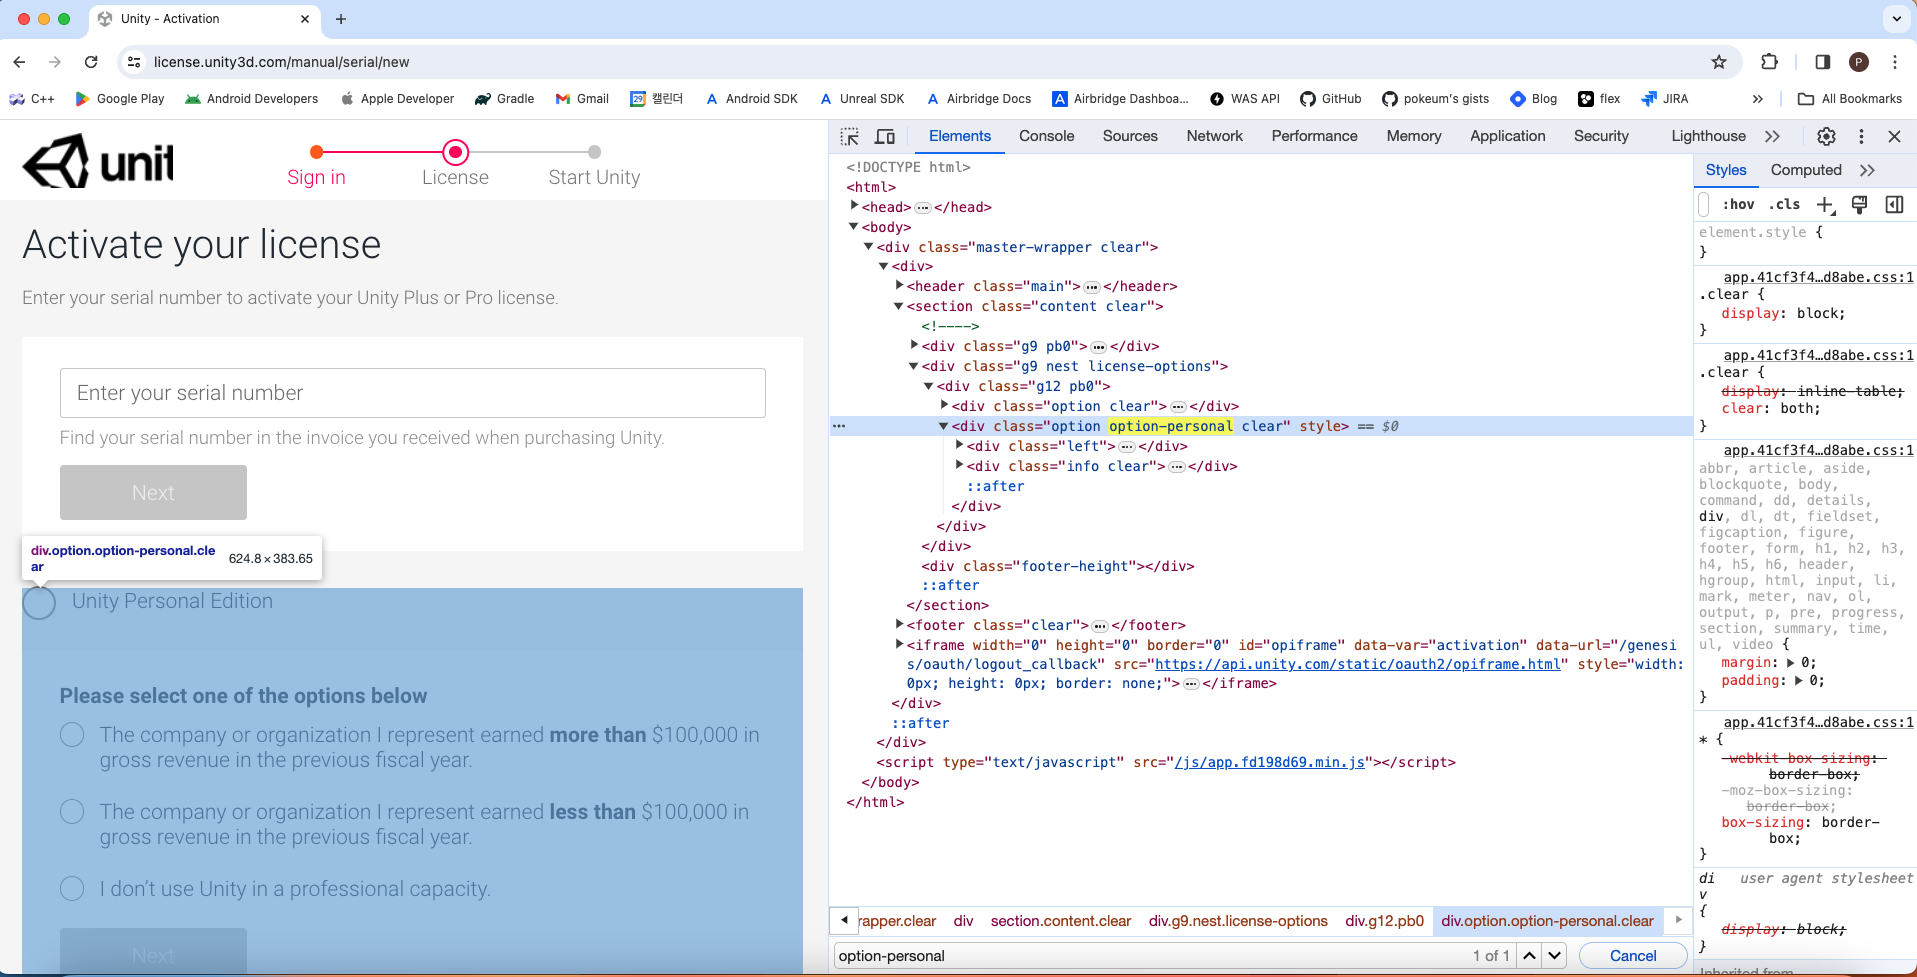 Unity - Activation
license.unity3d.com/manual/serial/new
P
C++ Google Play Android Developers Apple Developer Gradle Gmail 29 캘린더 Android SDK Unreal SDK Airbridge Docs Airbridge Dashboa... WAS API GitHub pokeum's gists Blog flex JIRA » All Bookmarks
unit
Sign in License Start Unity
Activate your license
Enter your serial number to activate your Unity Plus or Pro license.
Enter your serial number
Find your serial number in the invoice you received when purchasing Unity.
Next
div.option.option-personal.cle
ar
624.8 × 383.65
Unity Personal Edition
Please select one of the options below
The company or organization I represent earned more than $100,000 in
gross revenue in the previous fiscal year.
The company or organization I represent earned less than $100,000 in
gross revenue in the previous fiscal year.
I don't use Unity in a professional capacity.
Next
Elements Console Sources Network Performance Memory Application Security Lighthouse »
<!DOCTYPE html>
<html>
<head> ••• </head>
<body>
<div class="master-wrapper clear">
<div>
<header class="main"> ••• </header>
<section class="content clear">
<!---->
<div class="g9 pb0"> ••• </div>
<div class="g9 nest license-options">
<div class="g12 pb0">
<div class="option clear"> ••• </div>
••• <div class="option option-personal clear" style> == $0
<div class="left"> ••• </div>
<div class="info clear"> ••• </div>
::after
</div>
</div>
</div>
<div class="footer-height"></div>
::after
</section>
<footer class="clear"> ••• </footer>
<iframe width="0" height="0" border="0" id="opiframe" data-var="activation" data-url="/genesi
s/oauth/logout_callback" src="https://api.unity.com/static/oauth2/opiframe.html" style="width:
0px; height: 0px; border: none;"> ••• </iframe>
</div>
::after
</div>
<script type="text/javascript" src="/js/app.fd198d69.min.js"></script>
</body>
</html>
rapper.clear div section.content.clear div.g9.nest.license-options div.g12.pb0 div.option.option-personal.clear
option-personal 1 of 1 Cancel
Styles Computed »
:hov .cls
element.style {
}
app.41cf3f4…d8abe.css:1
.clear {
display: block;
}
app.41cf3f4…d8abe.css:1
.clear {
display: inline-table;
clear: both;
}
app.41cf3f4…d8abe.css:1
abbr, article, aside,
blockquote, body,
command, dd, details,
div, dl, dt, fieldset,
figcaption, figure,
footer, form, h1, h2, h3,
h4, h5, h6, header,
hgroup, html, input, li,
mark, meter, nav, ol,
output, p, pre, progress,
section, summary, time,
ul, video {
margin: 0;
padding: 0;
}
app.41cf3f4…d8abe.css:1
* {
-webkit-box-sizing:
border-box;
-moz-box-sizing:
border-box;
box-sizing: border-
box;
}
di user agent stylesheet
v
{
display: block;
}
Inherited from